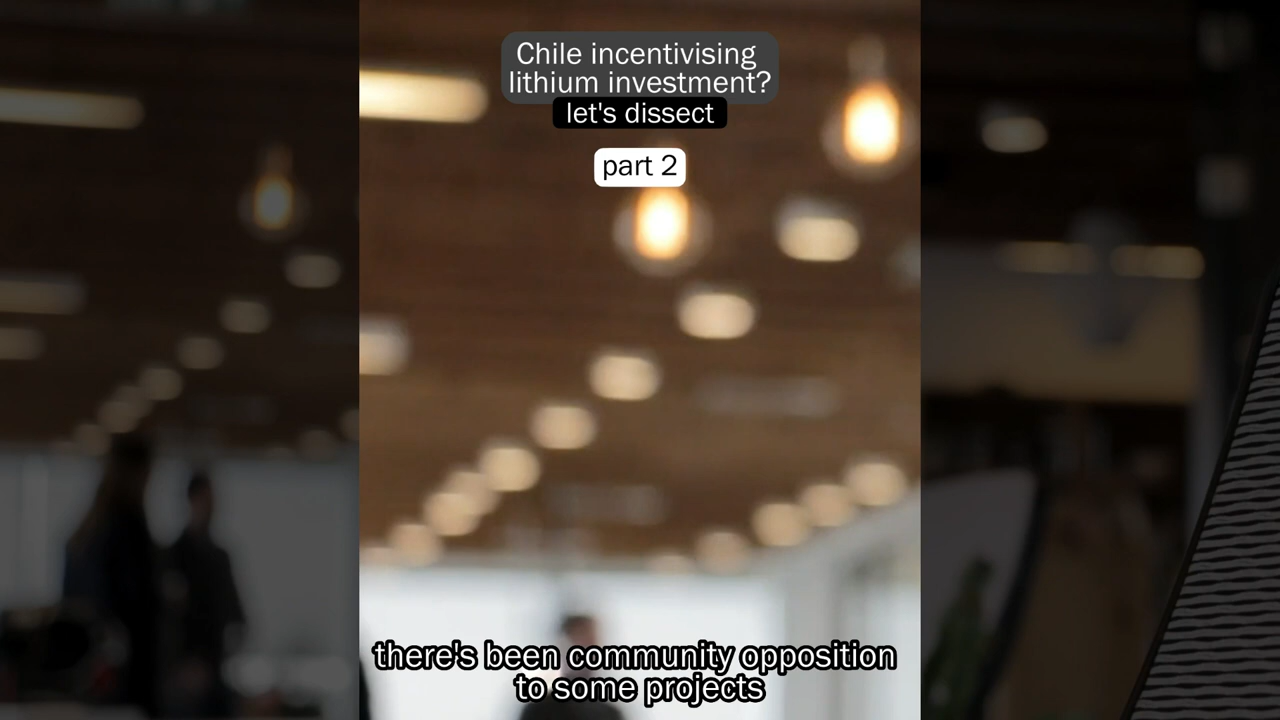 Chile incentivising
lithium investment?
let's dissect
part 2
there's been community opposition
to some projects